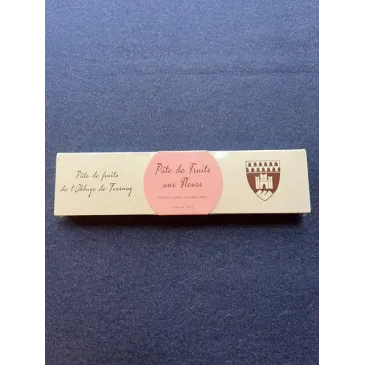 Pâte de fruits
de l'Abbaye de Tournay
Pâte de Fruits
aux Fleurs